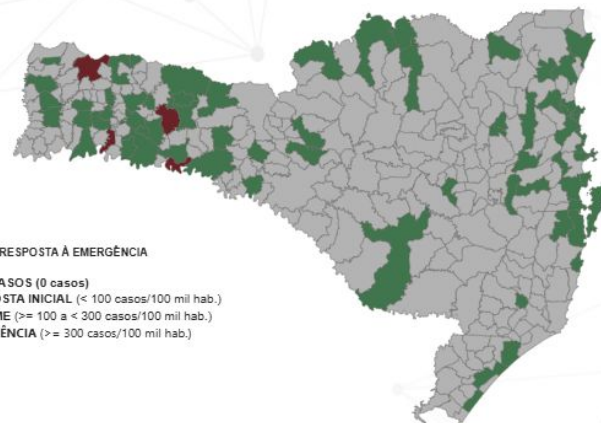 RESPOSTA À EMERGÊNCIA
ASOS (0 casos)
STA INICIAL (< 100 casos/100 mil hab.)
ME (>= 100 a < 300 casos/100 mil hab.)
ÊNCIA (>= 300 casos/100 mil hab.)